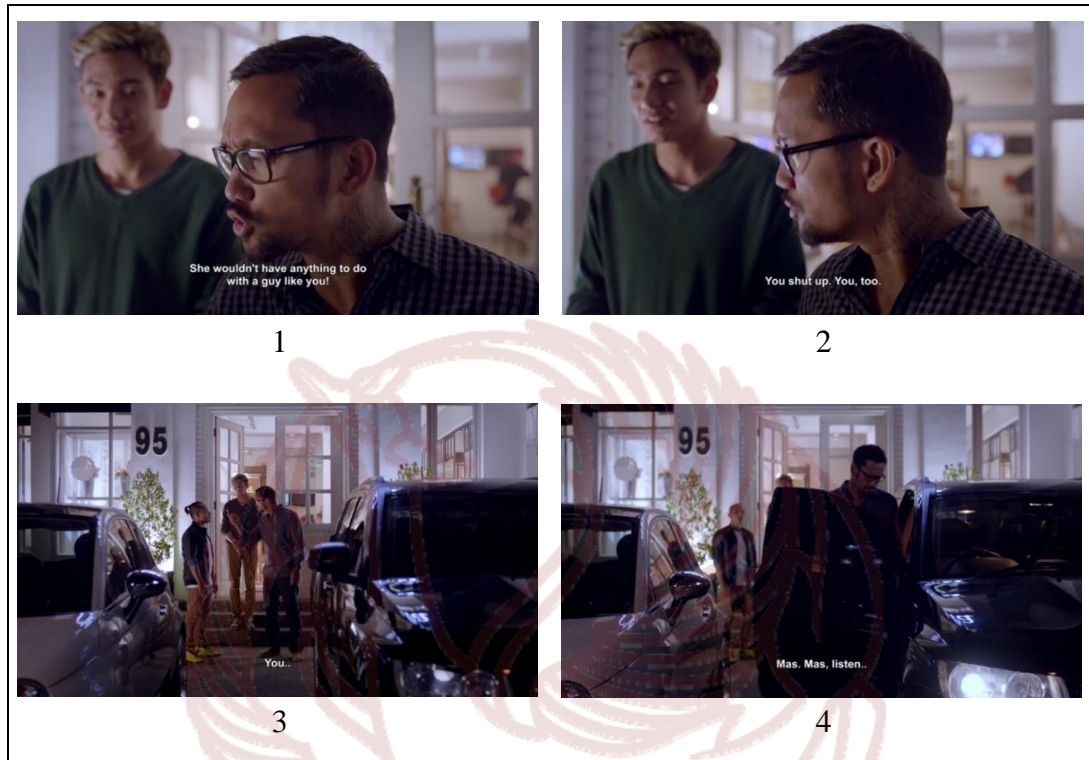 She wouldn't have anything to do
with a guy like you!
You shut up. You, too.
1
2
95
You..
95
Mas. Mas, listen..
3
4